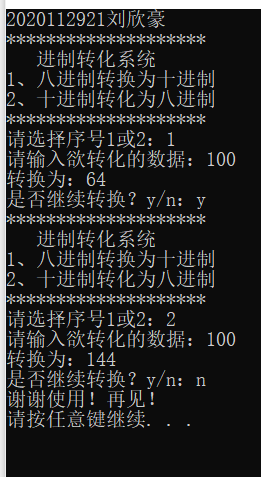 2020112921刘欣豪
********************
进制转化系统
1、八进制转换为十进制
2、十进制转化为八进制
********************
请选择序号1或2：1
请输入欲转化的数据：100
转换为：64
是否继续转换？y/n：y
********************
进制转化系统
1、八进制转换为十进制
2、十进制转化为八进制
********************
请选择序号1或2：2
请输入欲转化的数据：100
转换为：144
是否继续转换？y/n：n
谢谢使用！再见！
请按任意键继续. . .